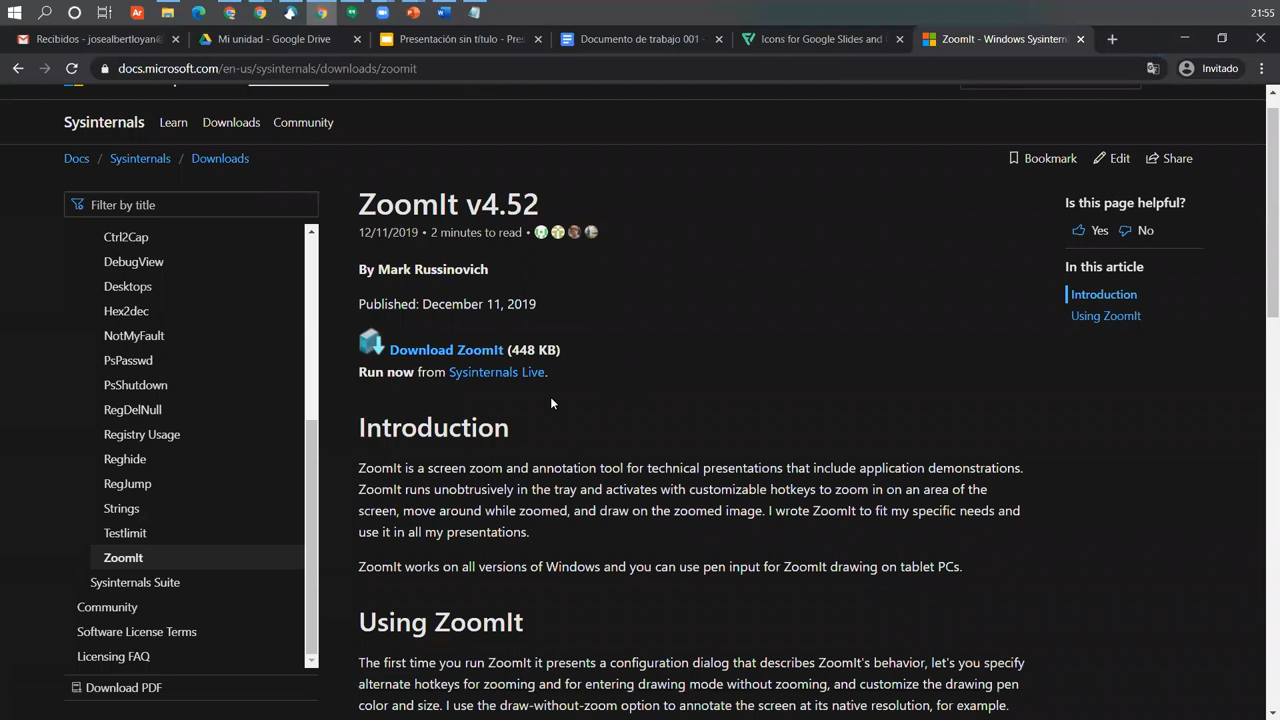 21:55
Recibidos - josealbertloyan@
Mi unidad - Google Drive
Presentación sin título - Pres
Documento de trabajo 001 -
Icons for Google Slides and
ZoomIt - Windows Sysintern
docs.microsoft.com/en-us/sysinternals/downloads/zoomit
Invitado
Sysinternals Learn Downloads Community
Docs / Sysinternals / Downloads
Bookmark Edit Share
Filter by title
Ctrl2Cap
DebugView
Desktops
Hex2dec
NotMyFault
PsPasswd
PsShutdown
RegDelNull
Registry Usage
Reghide
RegJump
Strings
Testlimit
ZoomIt
Sysinternals Suite
Community
Software License Terms
Licensing FAQ
Download PDF
ZoomIt v4.52
12/11/2019 • 2 minutes to read •
By Mark Russinovich
Published: December 11, 2019
Download ZoomIt (448 KB)
Run now from Sysinternals Live.
Introduction
ZoomIt is a screen zoom and annotation tool for technical presentations that include application demonstrations.
ZoomIt runs unobtrusively in the tray and activates with customizable hotkeys to zoom in on an area of the
screen, move around while zoomed, and draw on the zoomed image. I wrote ZoomIt to fit my specific needs and
use it in all my presentations.
ZoomIt works on all versions of Windows and you can use pen input for ZoomIt drawing on tablet PCs.
Using ZoomIt
The first time you run ZoomIt it presents a configuration dialog that describes ZoomIt's behavior, let's you specify
alternate hotkeys for zooming and for entering drawing mode without zooming, and customize the drawing pen
color and size. I use the draw-without-zoom option to annotate the screen at its native resolution, for example.
Is this page helpful?
Yes No
In this article
Introduction
Using ZoomIt